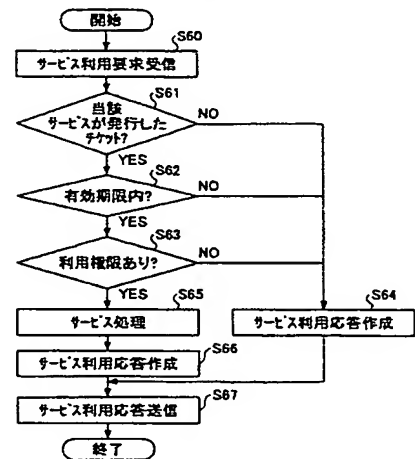 開始
S60
サービス利用要求受信
S61
当該
サービスが発行した
チケット?
NO
YES
S62
有効期限内?
NO
YES
S63
利用権限あり?
NO
YES
S65
サービス処理
S64
サービス利用応答作成
S66
サービス利用応答作成
S67
サービス利用応答送信
終了